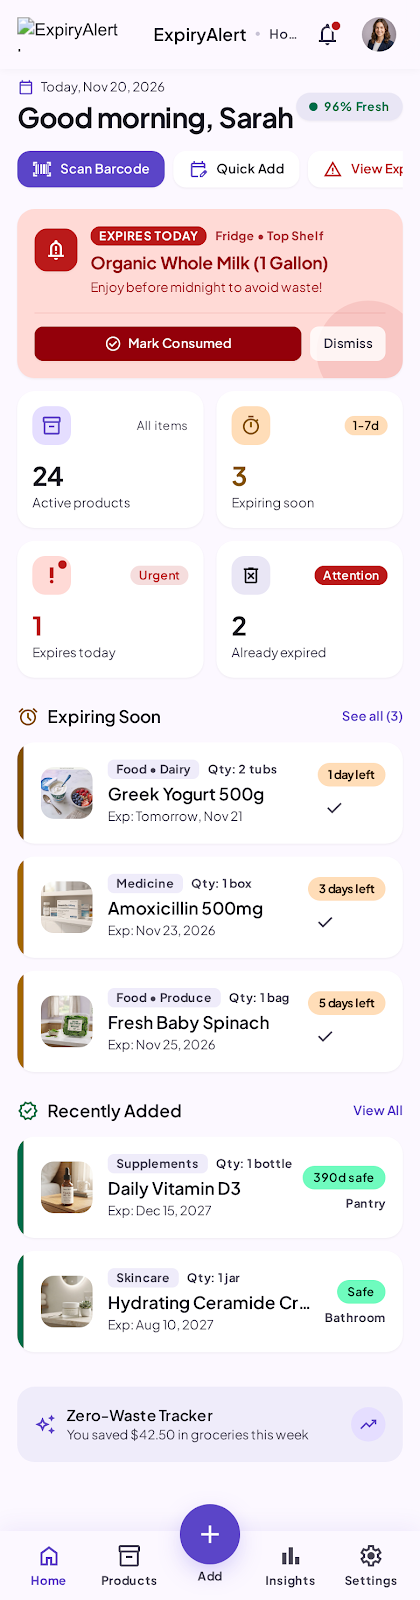 ExpiryAlert
ExpiryAlert • Ho...
Today, Nov 20, 2026
Good morning, Sarah
96% Fresh
Scan Barcode
Quick Add
View Exp
EXPIRES TODAY Fridge • Top Shelf
Organic Whole Milk (1 Gallon)
Enjoy before midnight to avoid waste!
Mark Consumed
Dismiss
All items
24
Active products
1-7d
3
Expiring soon
Urgent
1
Expires today
Attention
2
Already expired
Expiring Soon
See all (3)
Food • Dairy Qty: 2 tubs
Greek Yogurt 500g
Exp: Tomorrow, Nov 21
1 day left
Medicine Qty: 1 box
Amoxicillin 500mg
Exp: Nov 23, 2026
3 days left
Food • Produce Qty: 1 bag
Fresh Baby Spinach
Exp: Nov 25, 2026
5 days left
Recently Added
View All
Supplements Qty: 1 bottle
Daily Vitamin D3
Exp: Dec 15, 2027
390d safe
Pantry
Skincare Qty: 1 jar
Hydrating Ceramide Cr...
Exp: Aug 10, 2027
Safe
Bathroom
Zero-Waste Tracker
You saved $42.50 in groceries this week
Home
Products
Add
Insights
Settings